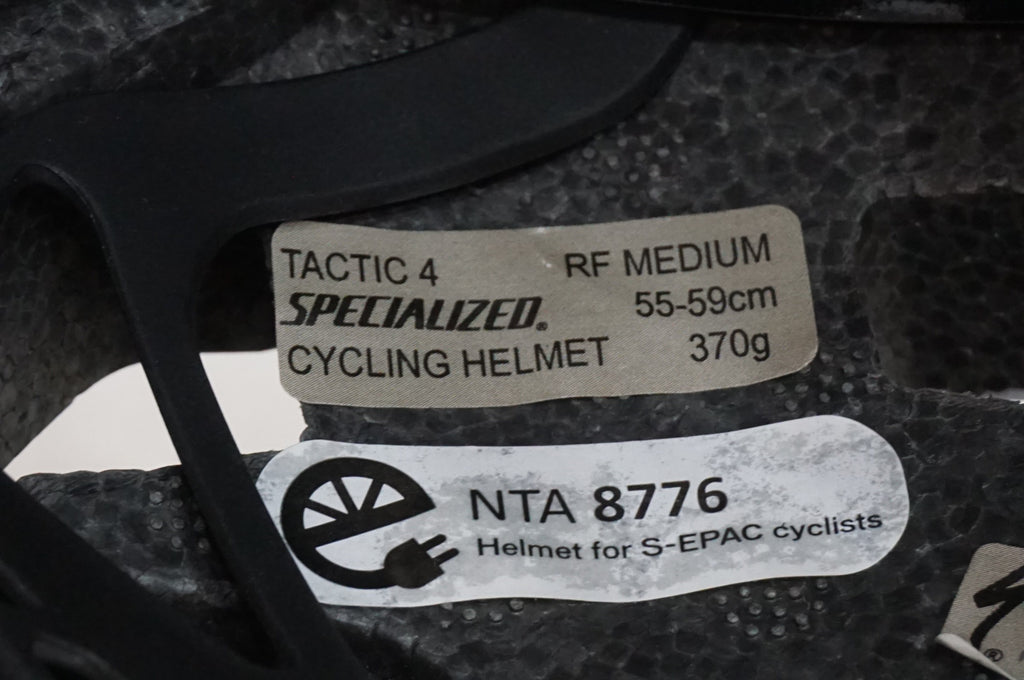 TACTIC 4 RF MEDIUM
SPECIALIZED® 55-59cm
CYCLING HELMET 370g
NTA 8776
Helmet for S-EPAC cyclists
®